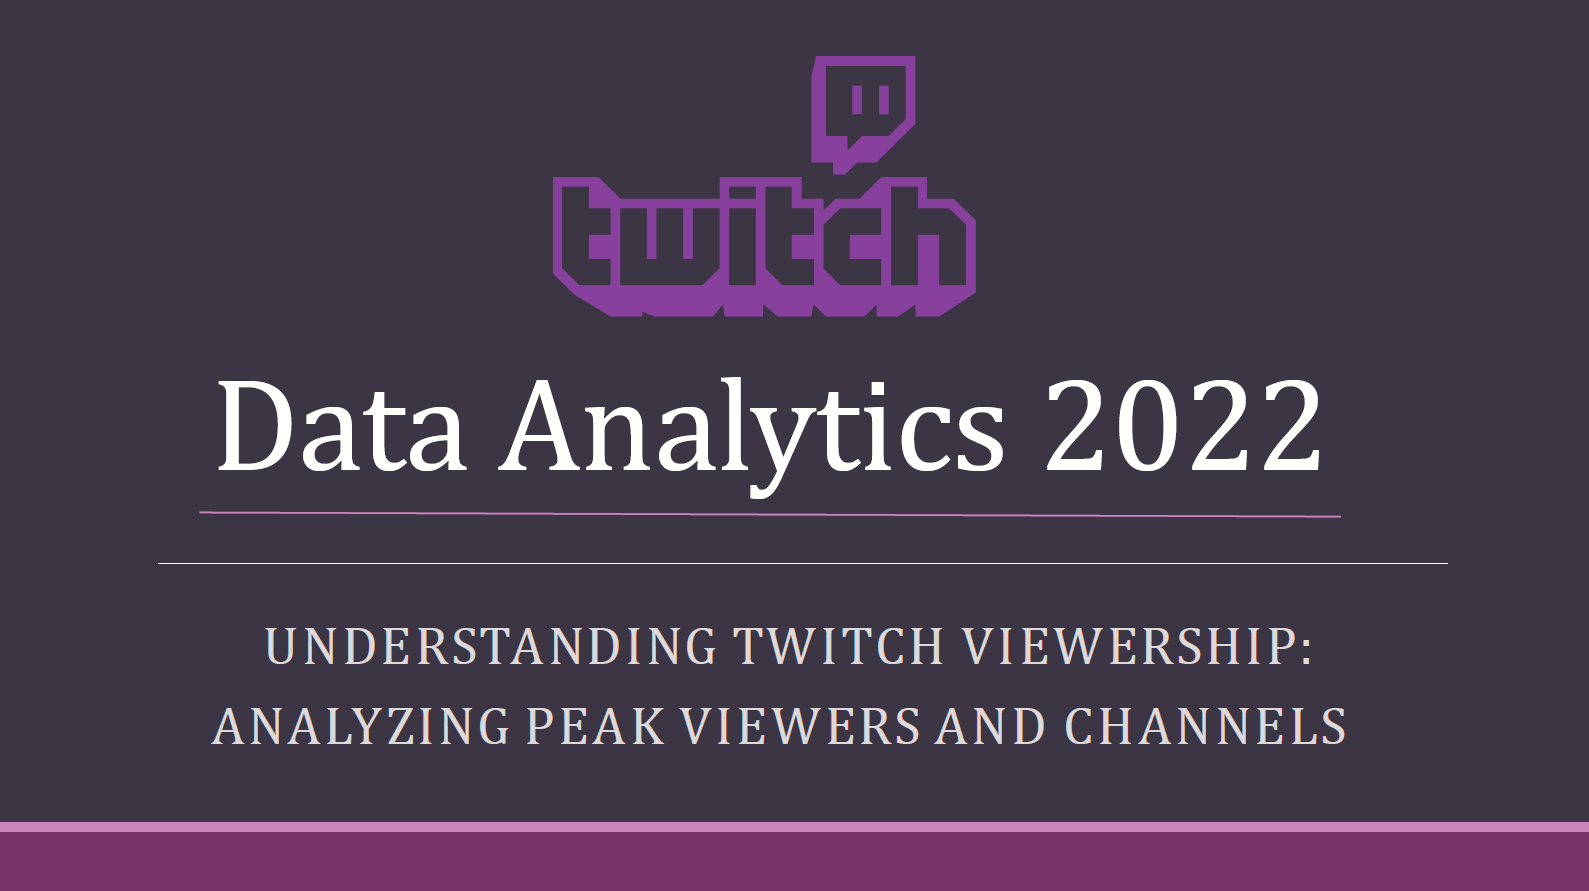 twitch
Data Analytics 2022
UNDERSTANDING TWITCH VIEWERSHIP:
ANALYZING PEAK VIEWERS AND CHANNELS